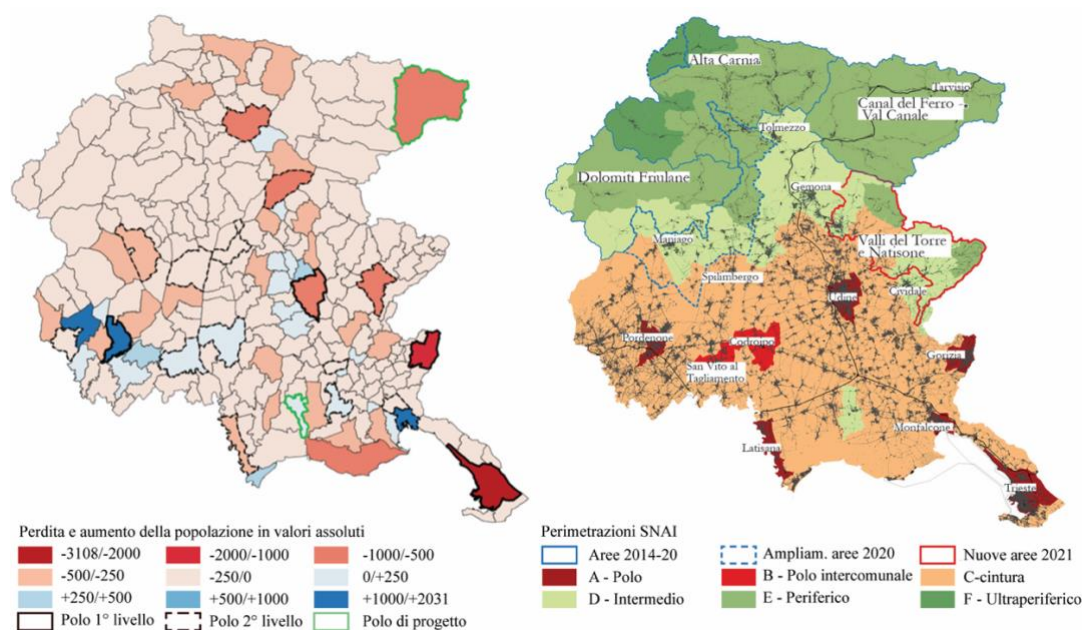 Alta Carnia
Tarvisio
Canal del Ferro –
Val Canale
Tolmezzo
Dolomiti Friulane
Gemona
Maniago
Valli del Torre
e Natisone
Spilimbergo
Cividale
Udine
Pordenone
Codroipo
San Vito al
Tagliamento
Gorizia
Latisana
Monfalcone
Trieste
Perdita e aumento della popolazione in valori assoluti
-3108/-2000
-2000/-1000
-1000/-500
-500/-250
-250/0
0/+250
+250/+500
+500/+1000
+1000/+2031
Polo 1° livello
Polo 2° livello
Polo di progetto
Perimetrazioni SNAI
Aree 2014-20
Ampliam. aree 2020
Nuove aree 2021
A - Polo
B - Polo intercomunale
C-cintura
D - Intermedio
E - Periferico
F - Ultraperiferico